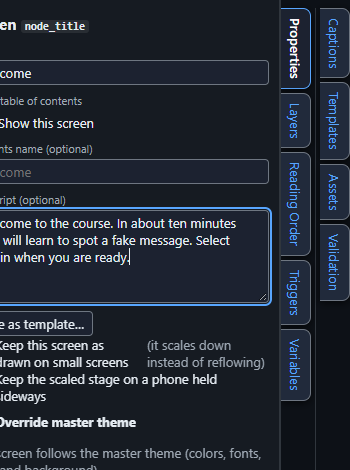 en node_title
come
table of contents
Show this screen
nts name (optional)
come
ript (optional)
come to the course. In about ten minutes
will learn to spot a fake message. Select
in when you are ready.
e as template...
Keep this screen as
drawn on small screens
(it scales down
instead of reflowing)
Keep the scaled stage on a phone held
sideways
Override master theme
screen follows the master theme (colors, fonts,
and background)
Properties
Layers
Reading Order
Triggers
Variables
Captions
Templates
Assets
Validation